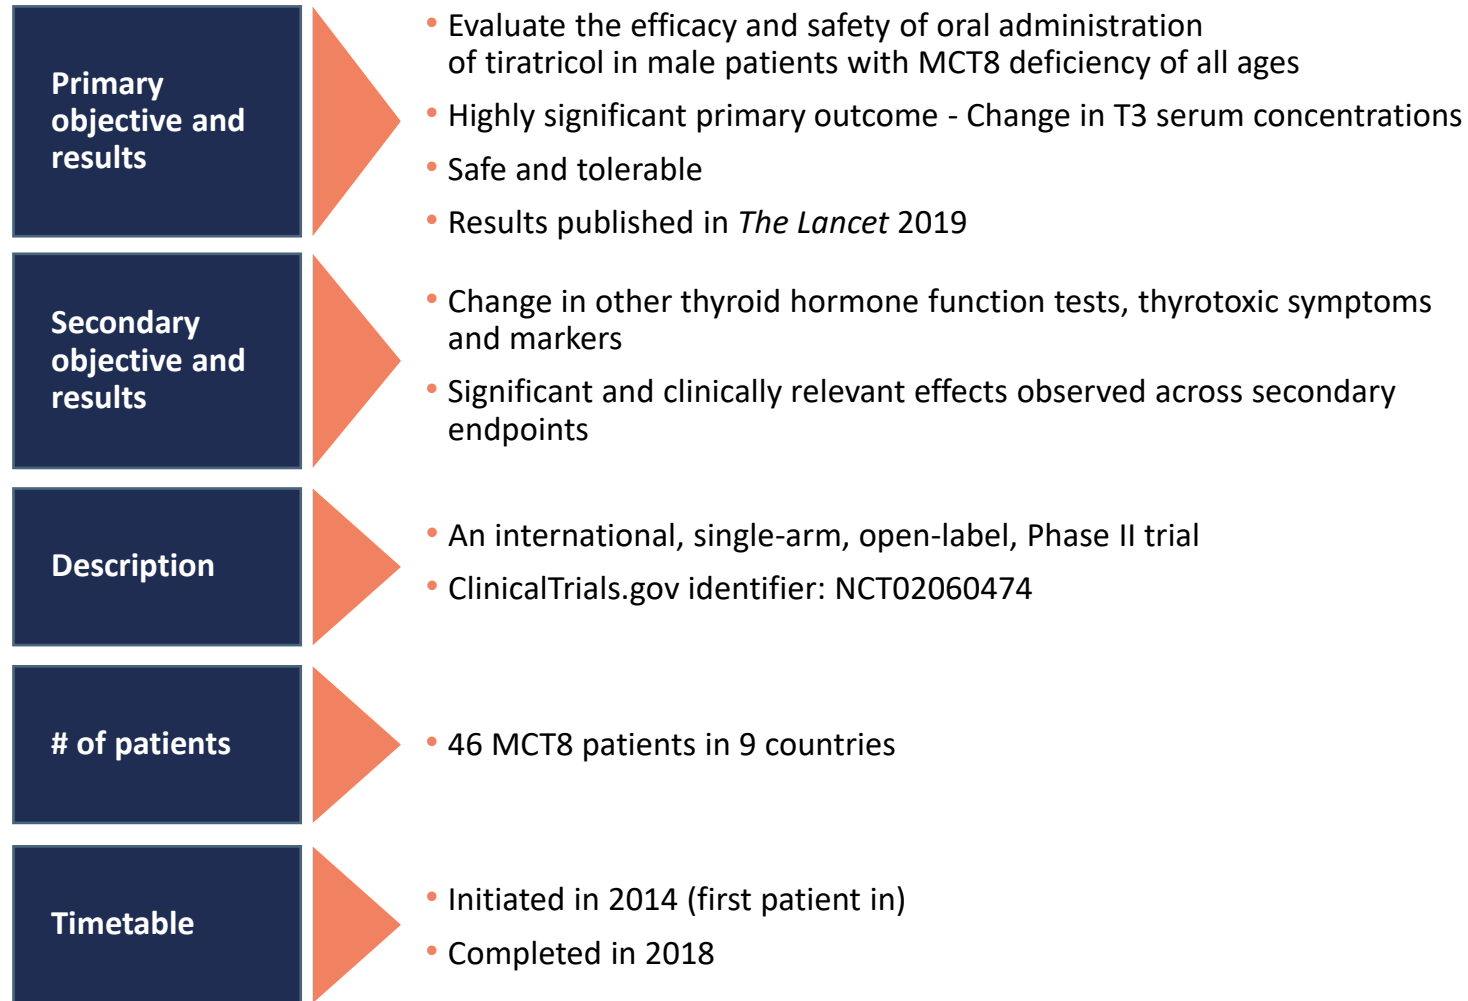 Primary
objective and
results
• Evaluate the efficacy and safety of oral administration
of tiratricol in male patients with MCT8 deficiency of all ages
• Highly significant primary outcome - Change in T3 serum concentrations
• Safe and tolerable
• Results published in The Lancet 2019
Secondary
objective and
results
• Change in other thyroid hormone function tests, thyrotoxic symptoms
and markers
• Significant and clinically relevant effects observed across secondary
endpoints
Description
• An international, single-arm, open-label, Phase II trial
• ClinicalTrials.gov identifier: NCT02060474
# of patients
• 46 MCT8 patients in 9 countries
Timetable
• Initiated in 2014 (first patient in)
• Completed in 2018